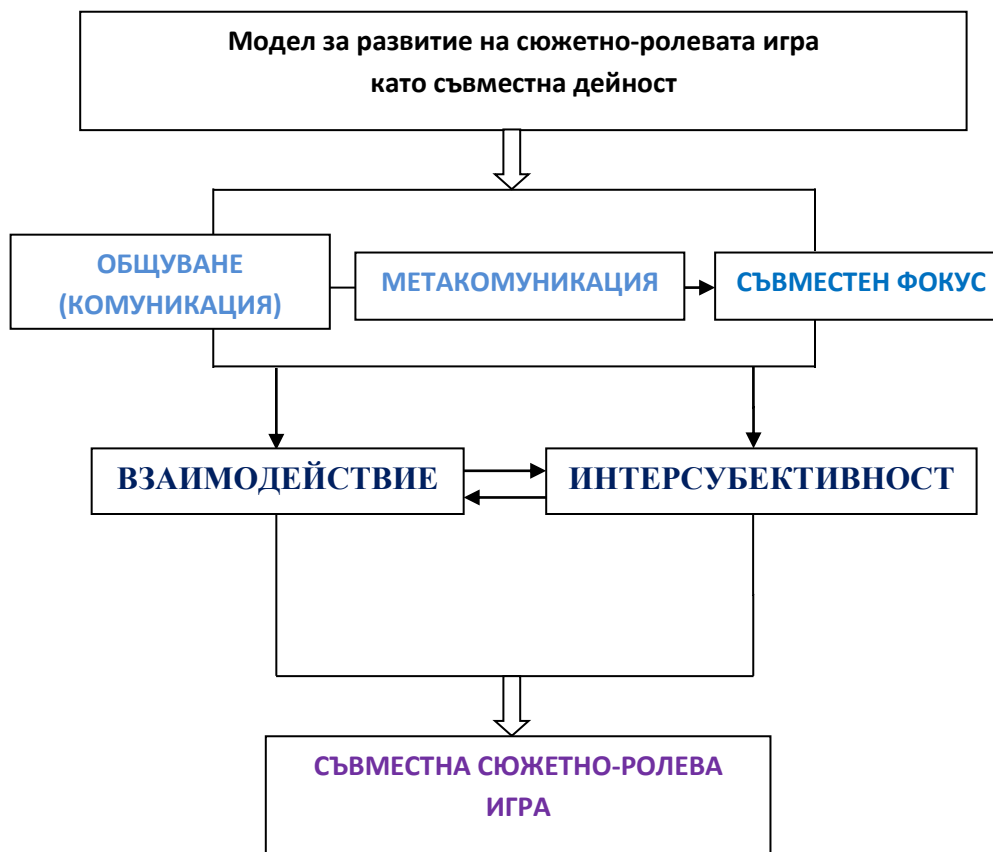 Модел за развитие на сюжетно-ролевата игра
като съвместна дейност
ОБЩУВАНЕ
(КОМУНИКАЦИЯ)
МЕТАКОМУНИКАЦИЯ
СЪВМЕСТЕН ФОКУС
ВЗАИМОДЕЙСТВИЕ
ИНТЕРСУБЕКТИВНОСТ
СЪВМЕСТНА СЮЖЕТНО-РОЛЕВА
ИГРА